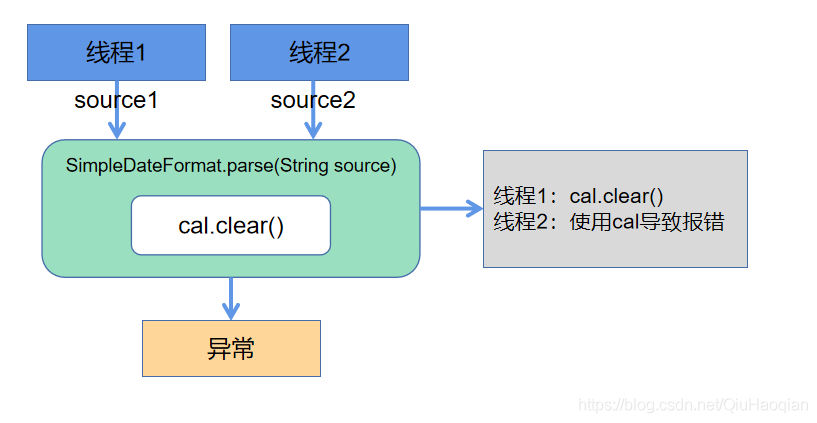 线程1
线程2
source1
source2
SimpleDateFormat.parse(String source)
cal.clear()
线程1：cal.clear()
线程2：使用cal导致报错
异常
https://blog.csdn.net/QiuHaoqian